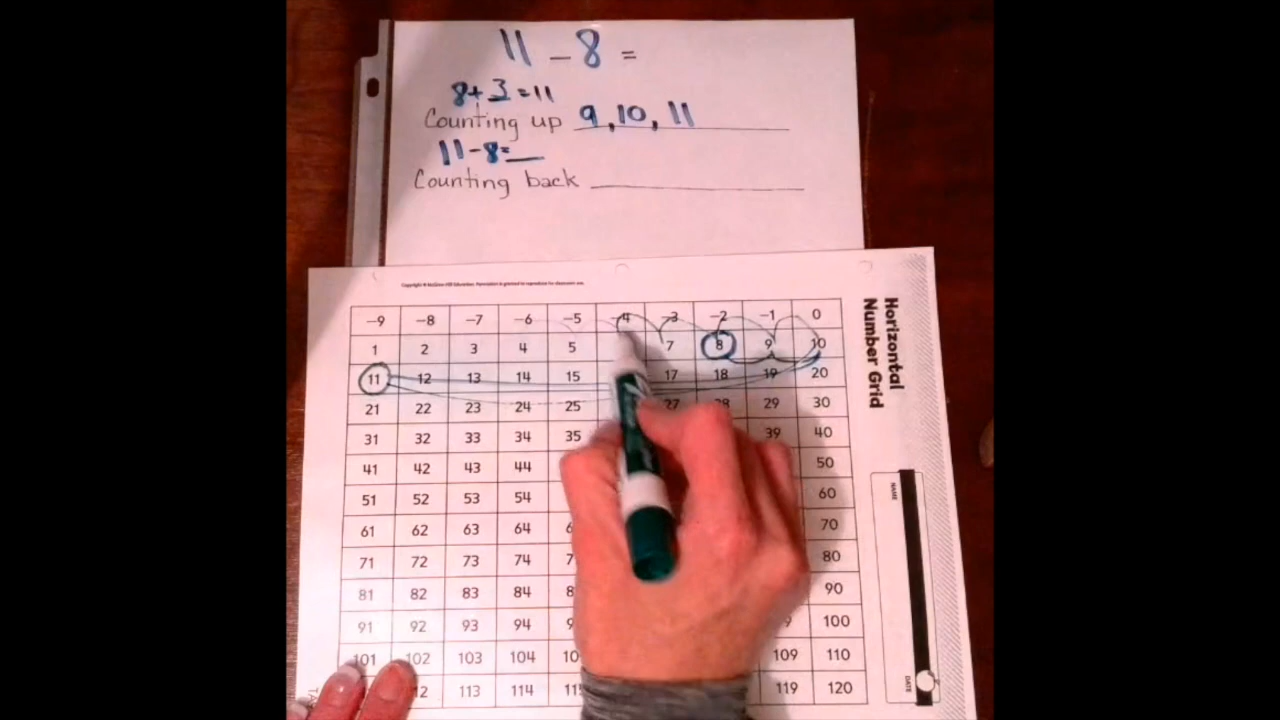 11 - 8 =
8+3=11
Counting up 9, 10, 11
11-8=__
Counting back
Horizontal
Number Grid
-9 -8 -7 -6 -5 -4 -3 -2 -1 0
1 2 3 4 5 7 8 9 10
11 12 13 14 15 17 18 19 20
21 22 23 24 25 27 28 29 30
31 32 33 34 35 39 40
41 42 43 44 50
51 52 53 54 60
61 62 63 64 70
71 72 73 74 80
81 82 83 84 90
91 92 93 94 100
101 102 103 104 109 110
113 114 119 120
NAME
DATE